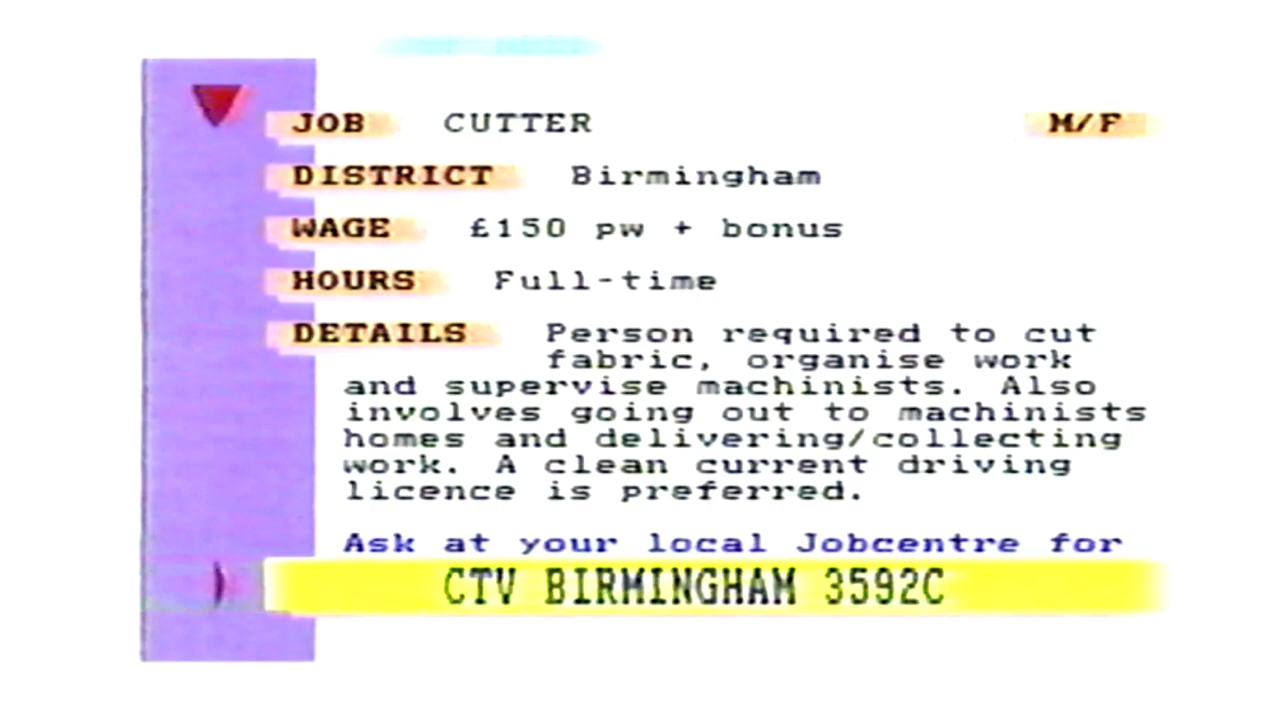 JOB CUTTER M/F
DISTRICT Birmingham
WAGE £150 pw + bonus
HOURS Full-time
DETAILS Person required to cut
fabric, organise work
and supervise machinists. Also
involves going out to machinists
homes and delivering/collecting
work. A clean current driving
licence is preferred.
Ask at your local Jobcentre for
CTV BIRMINGHAM 3592C